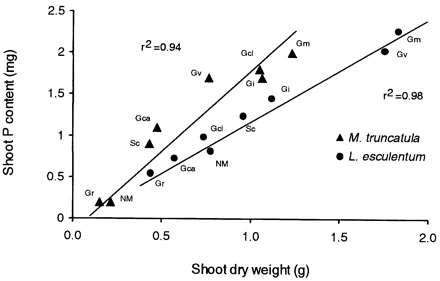 2.5
2
1.5
1
0.5
0
0.0
0.5
1.0
1.5
2.0
Shoot P content (mg)
Shoot dry weight (g)
r²=0.94
r²=0.98
Gr
NM
Sc
Gca
Gv
Gcl
Gi
Gm
Gr
Gca
Gcl
NM
Sc
Gi
Gv
Gm
▲ M. truncatula
● L. esculentum